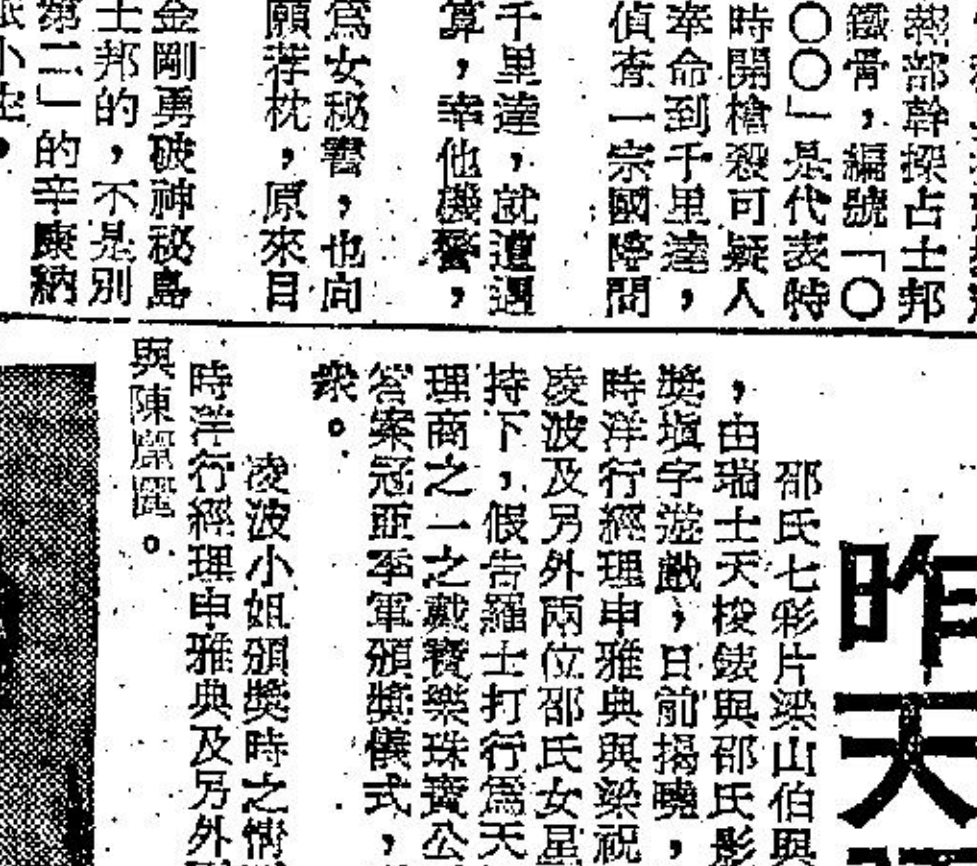 報部幹探占士邦
鐵骨，編號「〇
〇〇」是代表特
時開槍殺可疑人
奉命到千里達，
偵查一宗國際間
千里達，就遭遇
算，幸他機警，
為女秘書，也向
願荐枕，原來目
金剛勇破神秘島
士邦的，不是別
第二」的辛康納
昨天
邵氏七彩片梁山伯與
，由瑞士天梭錶與邵氏影
獎塡字遊戲，日前揭曉，
時洋行經理申雅典與梁祝
凌波及另外兩位邵氏女星
持下，假告羅士打行為天
理商之一之戴寶樂珠寶公
答案冠亞季軍頒獎儀式，
衆。
凌波小姐頒獎時之情
時洋行經理申雅典及另外
與陳麗麗。